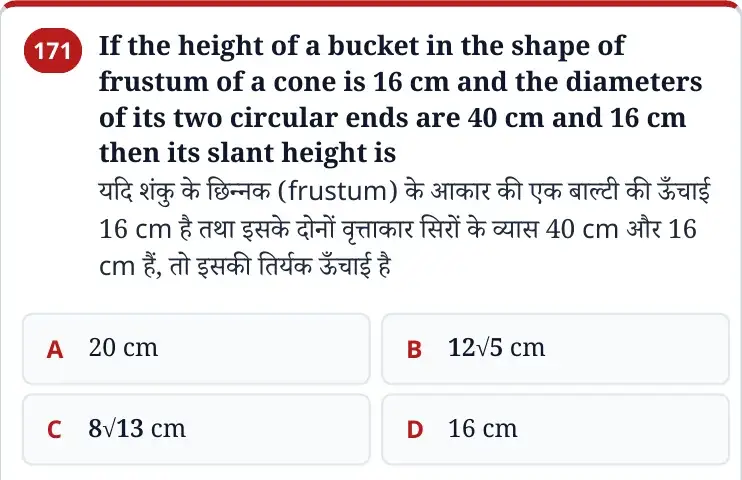 171 If the height of a bucket in the shape of
frustum of a cone is 16 cm and the diameters
of its two circular ends are 40 cm and 16 cm
then its slant height is
यदि शंकु के छिन्नक (frustum) के आकार की एक बाल्टी की ऊँचाई
16 cm है तथा इसके दोनों वृत्ताकार सिरों के व्यास 40 cm और 16
cm हैं, तो इसकी तिर्यक ऊँचाई है
A 20 cm
B 12√5 cm
C 8√13 cm
D 16 cm